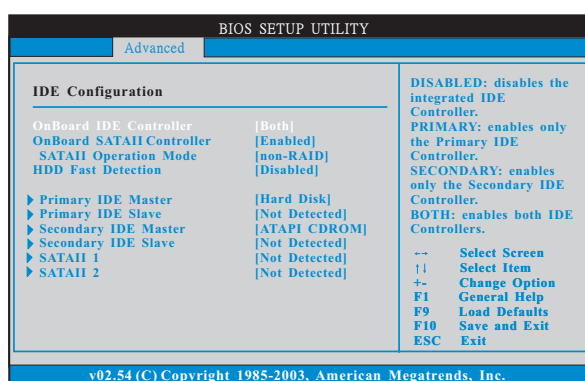 BIOS SETUP UTILITY
Advanced
IDE Configuration
OnBoard IDE Controller [Both]
OnBoard SATAII Controller [Enabled]
SATAII Operation Mode [non-RAID]
HDD Fast Detection [Disabled]
Primary IDE Master [Hard Disk]
Primary IDE Slave [Not Detected]
Secondary IDE Master [ATAPI CDROM]
Secondary IDE Slave [Not Detected]
SATAII 1 [Not Detected]
SATAII 2 [Not Detected]
DISABLED: disables the
integrated IDE
Controller.
PRIMARY: enables only
the Primary IDE
Controller.
SECONDARY: enables
only the Secondary IDE
Controller.
BOTH: enables both IDE
Controllers.
←→ Select Screen
↑↓ Select Item
+- Change Option
F1 General Help
F9 Load Defaults
F10 Save and Exit
ESC Exit
v02.54 (C) Copyright 1985-2003, American Megatrends, Inc.